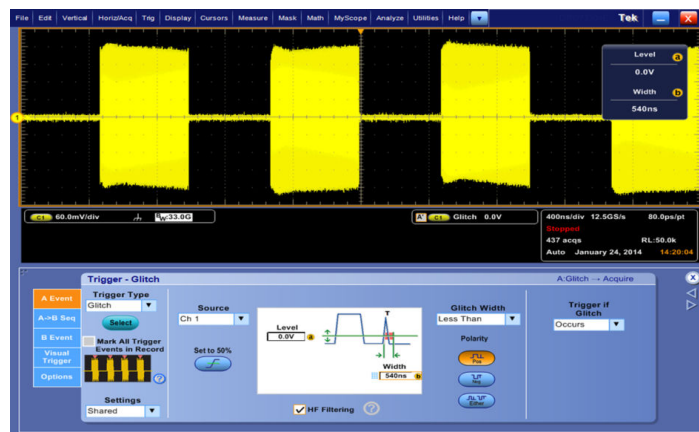 File Edit Vertical Horiz/Acq Trig Display Cursors Measure Mask Math MyScope Analyze Utilities Help Tek X
Level a
0.0V
Width b
540ns
1
C1 60.0mV/div BW:33.0G
A' C1 Glitch 0.0V
400ns/div 12.5GS/s 80.0ps/pt
Stopped
437 acqs RL:50.0k
Auto January 24, 2014 14:20:04
Trigger - Glitch
A:Glitch → Acquire
X
A Event
A->B Seq
B Event
Visual
Trigger
Options
Trigger Type
Glitch
Select
Mark All Trigger
Events in Record
?
Settings
Shared
Source
Ch 1
Set to 50%
Level
0.0V a
T
Width
540ns b
HF Filtering ?
Glitch Width
Less Than
Polarity
Pos
Neg
Either
Trigger if
Glitch
Occurs